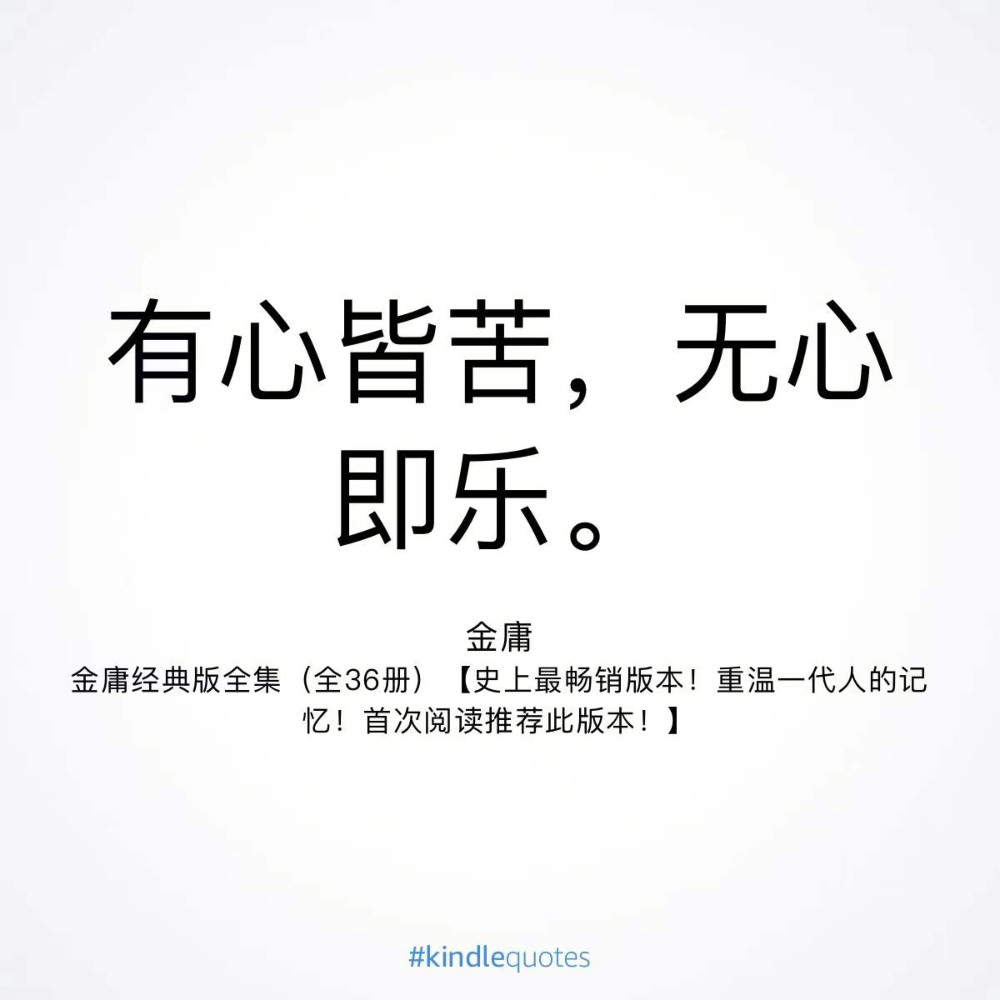 有心皆苦，无心
即乐。
金庸
金庸经典版全集（全36册）【史上最畅销版本！重温一代人的记
忆！首次阅读推荐此版本！】
#kindlequotes